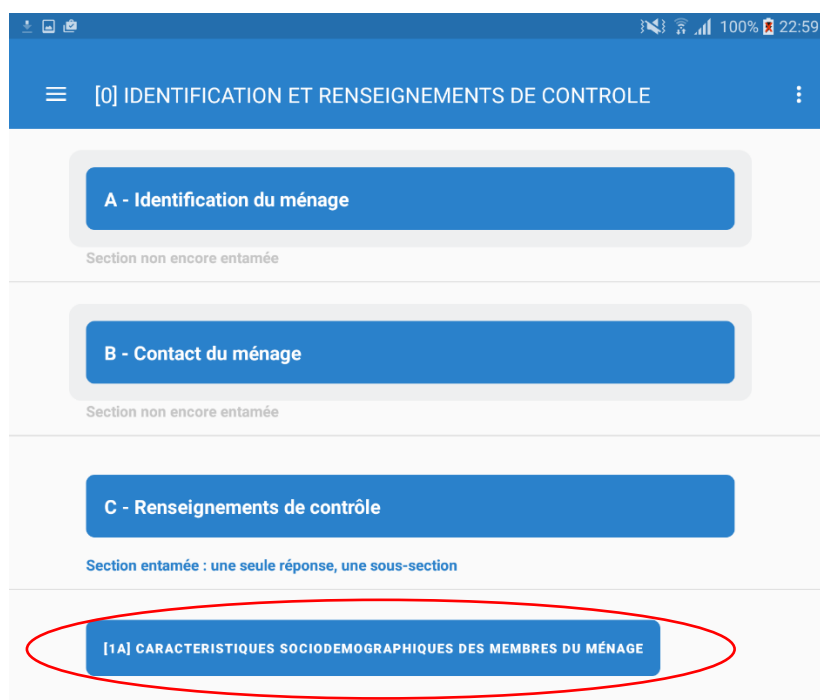 100% 22:59
[0] IDENTIFICATION ET RENSEIGNEMENTS DE CONTROLE
A - Identification du ménage
Section non encore entamée
B - Contact du ménage
Section non encore entamée
C - Renseignements de contrôle
Section entamée : une seule réponse, une sous-section
[1A] CARACTERISTIQUES SOCIODEMOGRAPHIQUES DES MEMBRES DU MÉNAGE